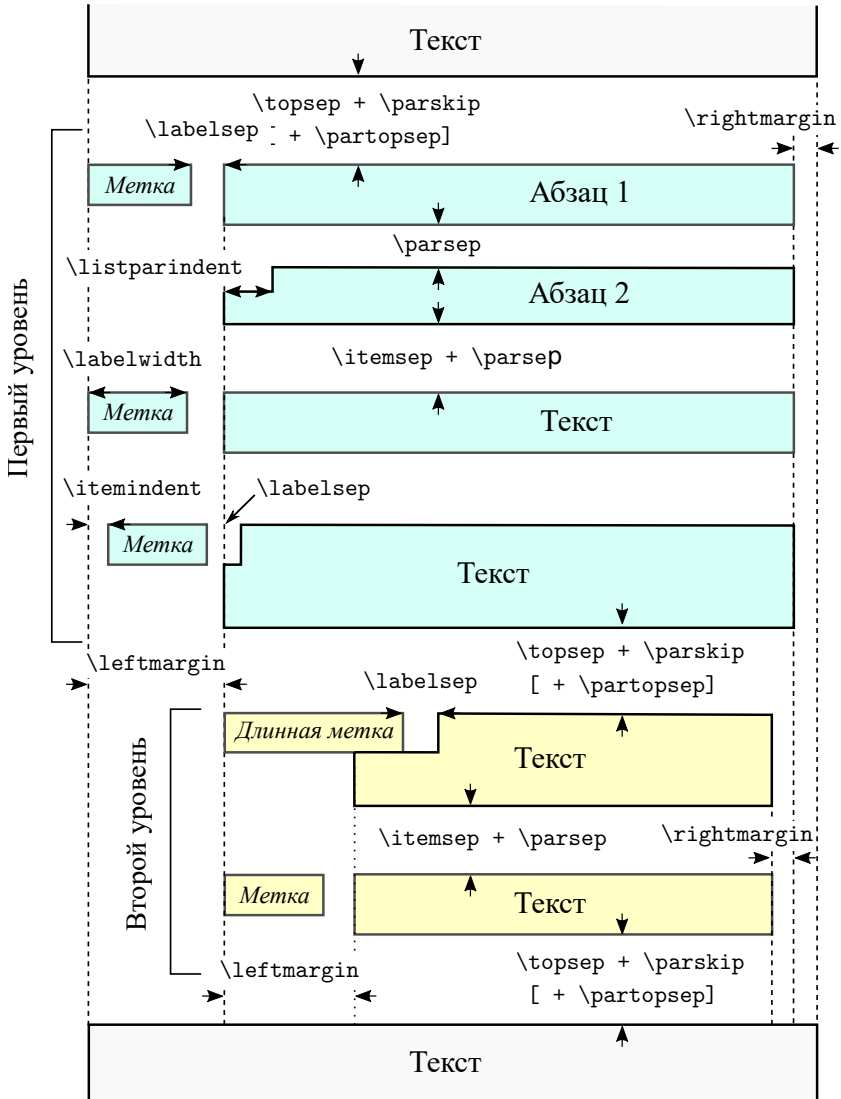 Текст
\topsep + \parskip
\labelsep [ + \partopsep]
\rightmargin
Метка
Абзац 1
\parsep
\listparindent
Абзац 2
Первый уровень
\labelwidth
\itemsep + \parsep
Метка
Текст
\itemindent
\labelsep
Метка
Текст
\topsep + \parskip
[ + \partopsep]
\leftmargin
\labelsep
Длинная метка
Текст
Второй уровень
\itemsep + \parsep
\rightmargin
Метка
Текст
\leftmargin
\topsep + \parskip
[ + \partopsep]
Текст